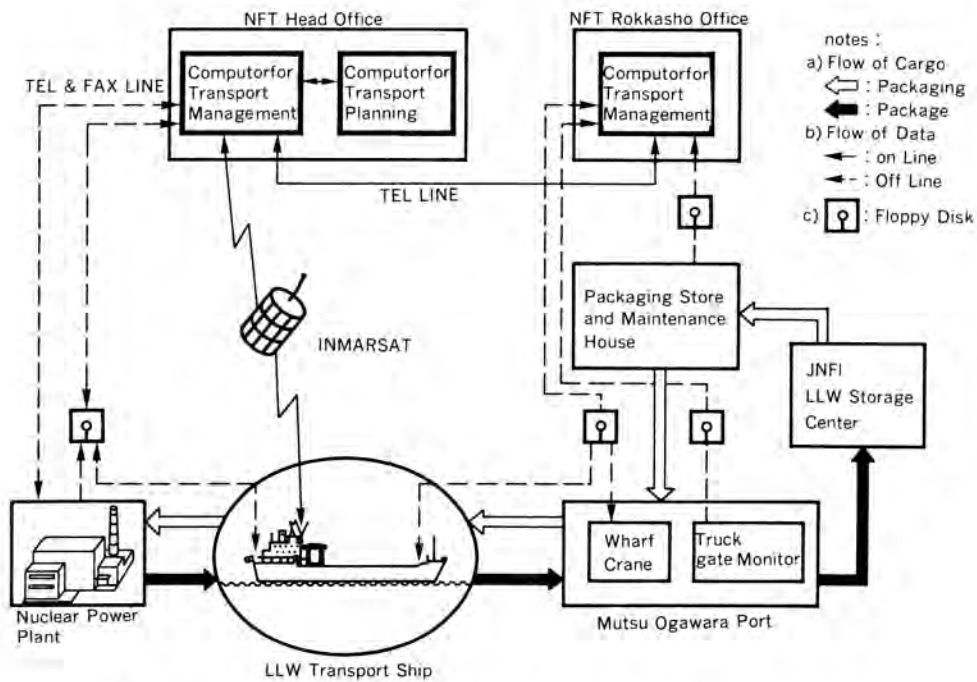 NFT Head Office
NFT Rokkasho Office
notes :
a) Flow of Cargo
: Packaging
: Package
b) Flow of Data
on Line
Off Line
c)
: Floppy Disk
TEL & FAX LINE
Computorfor
Transport
Management
Computorfor
Transport
Planning
Computorfor
Transport
Management
TEL LINE
INMARSAT
Packaging Store
and Maintenance
House
JNFI
LLW Storage
Center
Wharf
Crane
Truck
gate Monitor
Nuclear Power
Plant
LLW Transport Ship
Mutsu Ogawara Port